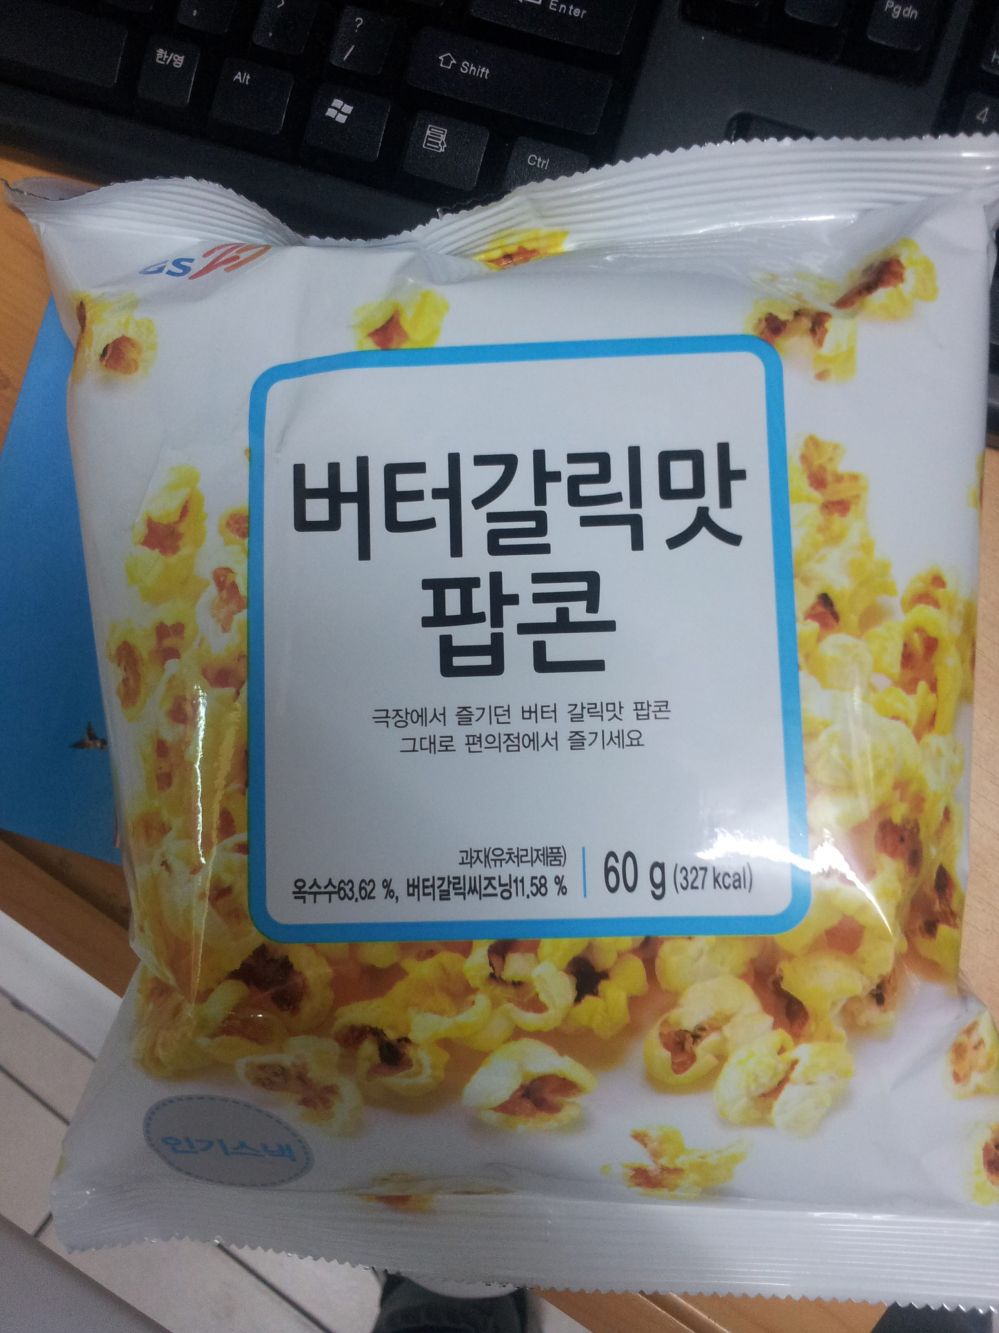 Enter
PgDn
?
/
한/영
Alt
Shift
Ctrl
4
GS25
버터갈릭맛
팝콘
극장에서 즐기던 버터 갈릭맛 팝콘
그대로 편의점에서 즐기세요
과자(유처리제품)
옥수수63.62 %, 버터갈릭씨즈닝11.58 %
60 g (327 kcal)
인기스낵